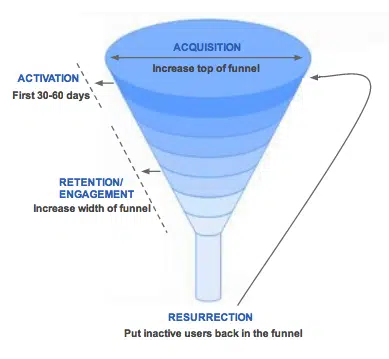 ACQUISITION
Increase top of funnel
ACTIVATION
First 30-60 days
RETENTION/
ENGAGEMENT
Increase width of funnel
RESURRECTION
Put inactive users back in the funnel